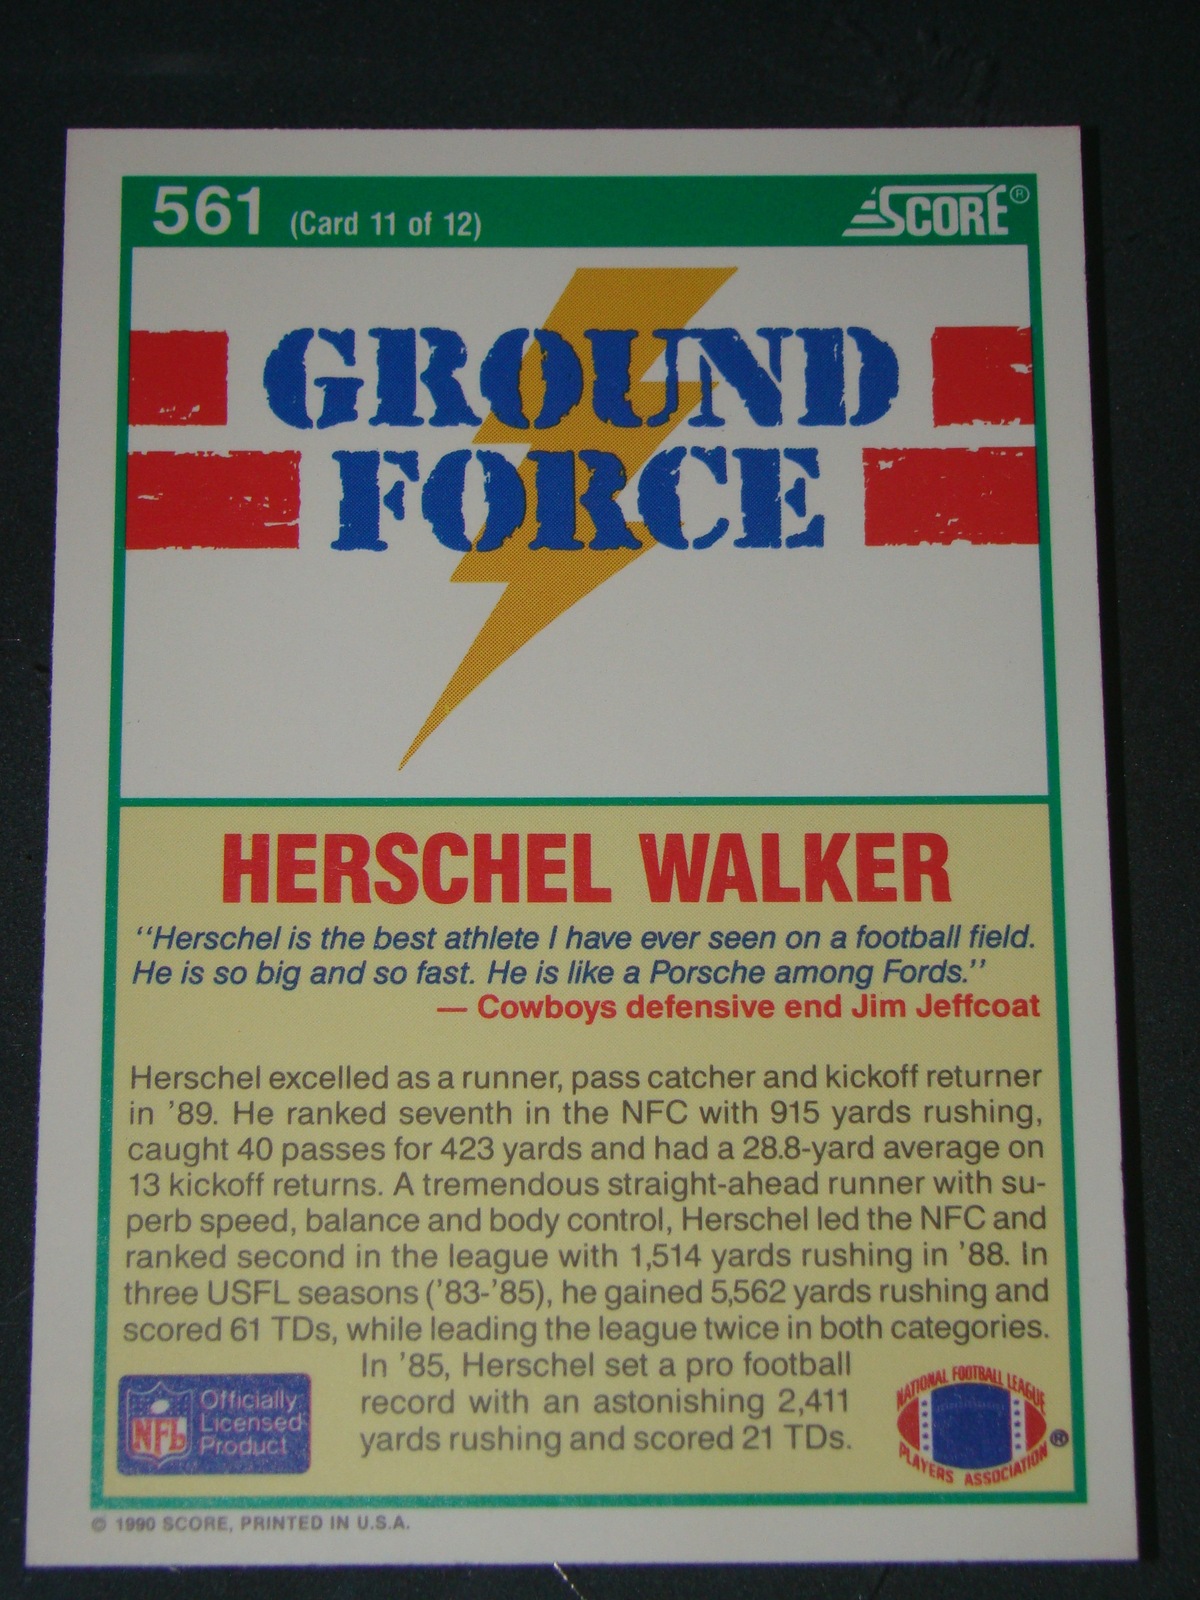 561 (Card 11 of 12) SCORE®
GROUND
FORCE
HERSCHEL WALKER
‘‘Herschel is the best athlete I have ever seen on a football field.
He is so big and so fast. He is like a Porsche among Fords.’’
— Cowboys defensive end Jim Jeffcoat
Herschel excelled as a runner, pass catcher and kickoff returner
in ’89. He ranked seventh in the NFC with 915 yards rushing,
caught 40 passes for 423 yards and had a 28.8-yard average on
13 kickoff returns. A tremendous straight-ahead runner with su-
perb speed, balance and body control, Herschel led the NFC and
ranked second in the league with 1,514 yards rushing in ’88. In
three USFL seasons (’83-’85), he gained 5,562 yards rushing and
scored 61 TDs, while leading the league twice in both categories.
In ’85, Herschel set a pro football
record with an astonishing 2,411
yards rushing and scored 21 TDs.
NFL
Officially
Licensed
Product
NATIONAL FOOTBALL LEAGUE
PLAYERS ASSOCIATION ®
© 1990 SCORE, PRINTED IN U.S.A.